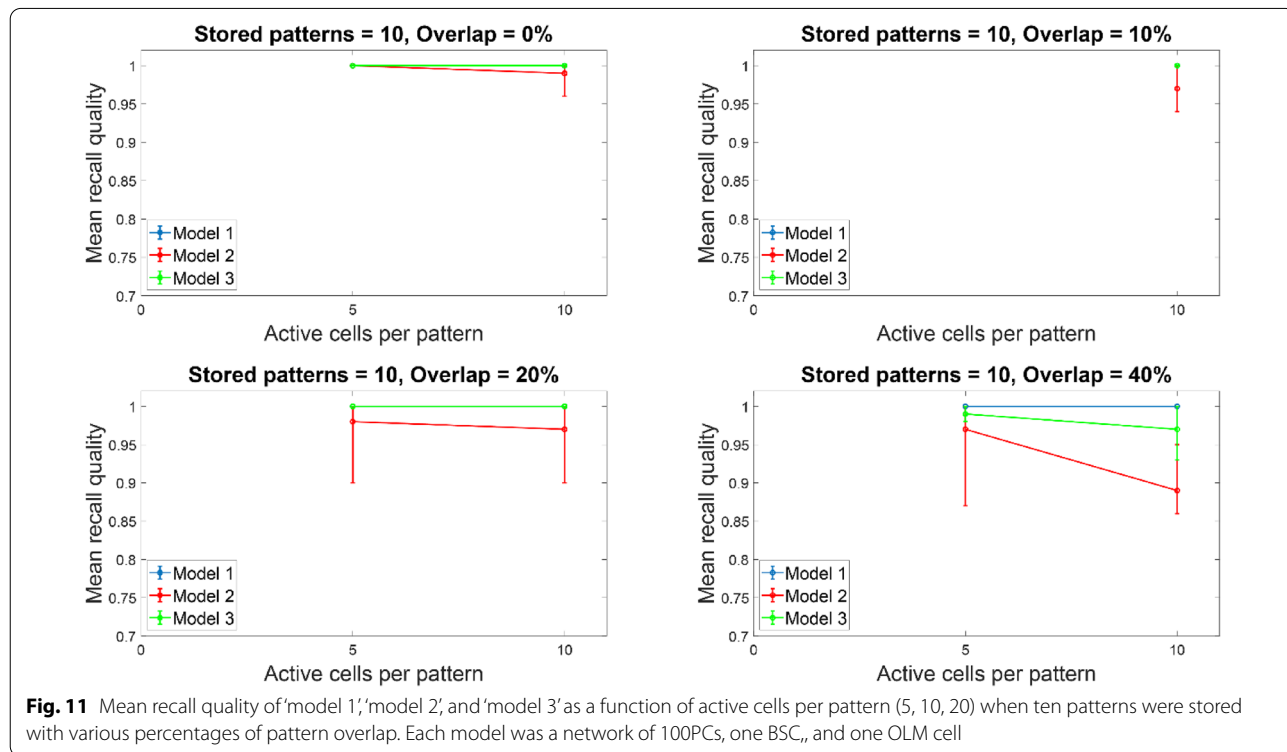 Stored patterns = 10, Overlap = 0%
Mean recall quality
1
0.95
0.9
0.85
0.8
0.75
0.7
Model 1
Model 2
Model 3
0
5
10
Active cells per pattern
Stored patterns = 10, Overlap = 10%
Mean recall quality
1
0.95
0.9
0.85
0.8
0.75
0.7
Model 1
Model 2
Model 3
0
10
Active cells per pattern
Stored patterns = 10, Overlap = 20%
Mean recall quality
1
0.95
0.9
0.85
0.8
0.75
0.7
Model 1
Model 2
Model 3
0
5
10
Active cells per pattern
Stored patterns = 10, Overlap = 40%
Mean recall quality
1
0.95
0.9
0.85
0.8
0.75
0.7
Model 1
Model 2
Model 3
0
5
10
Active cells per pattern
Fig. 11 Mean recall quality of 'model 1', 'model 2', and 'model 3' as a function of active cells per pattern (5, 10, 20) when ten patterns were stored
with various percentages of pattern overlap. Each model was a network of 100PCs, one BSC,, and one OLM cell